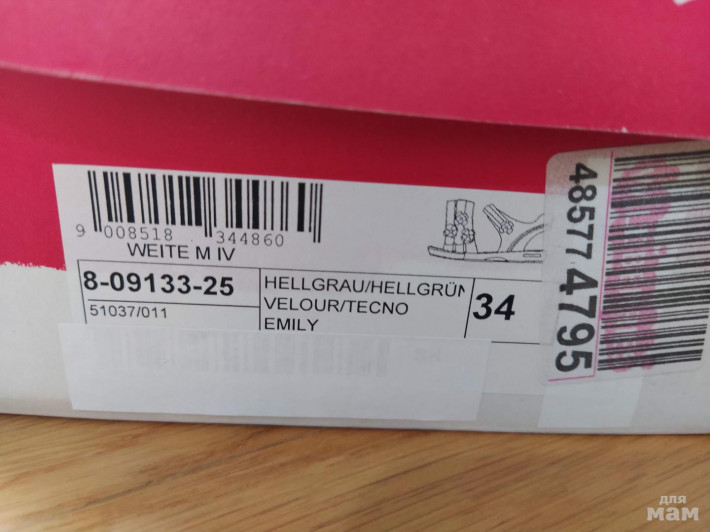 9 008518 344860
WEITE M IV
8-09133-25
51037/011
HELLGRAU/HELLGRÜN
VELOUR/TECNO
EMILY
34
48577 4795
для
мам